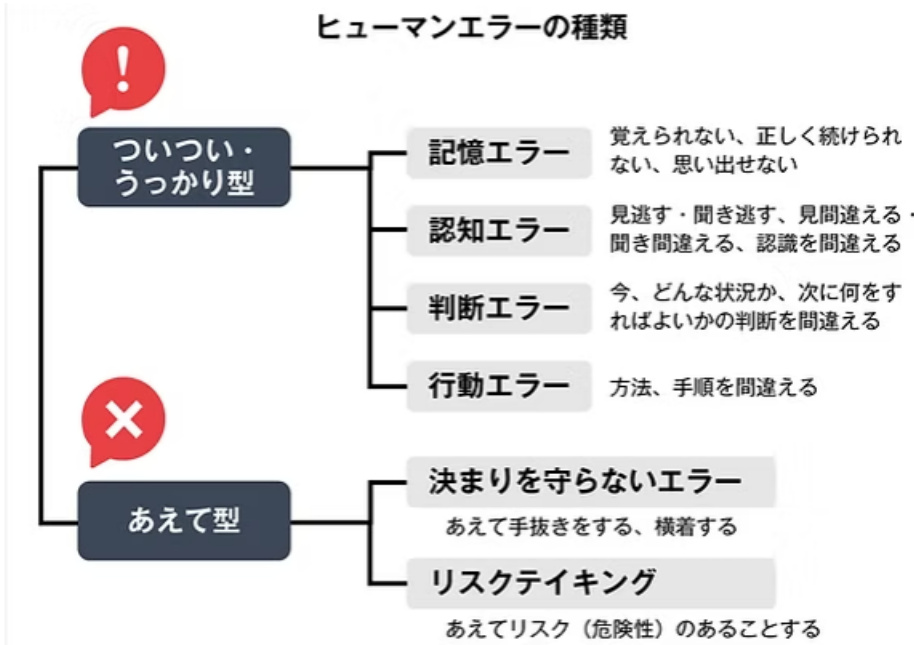 ヒューマンエラーの種類
!
ついつい・
うっかり型
記憶エラー
覚えられない、正しく続けられ
ない、思い出せない
認知エラー
見逃す・聞き逃す、見間違える・
聞き間違える、認識を間違える
判断エラー
今、どんな状況か、次に何をす
ればよいかの判断を間違える
行動エラー
方法、手順を間違える
あえて型
決まりを守らないエラー
あえて手抜きをする、横着する
リスクテイキング
あえてリスク（危険性）のあることする